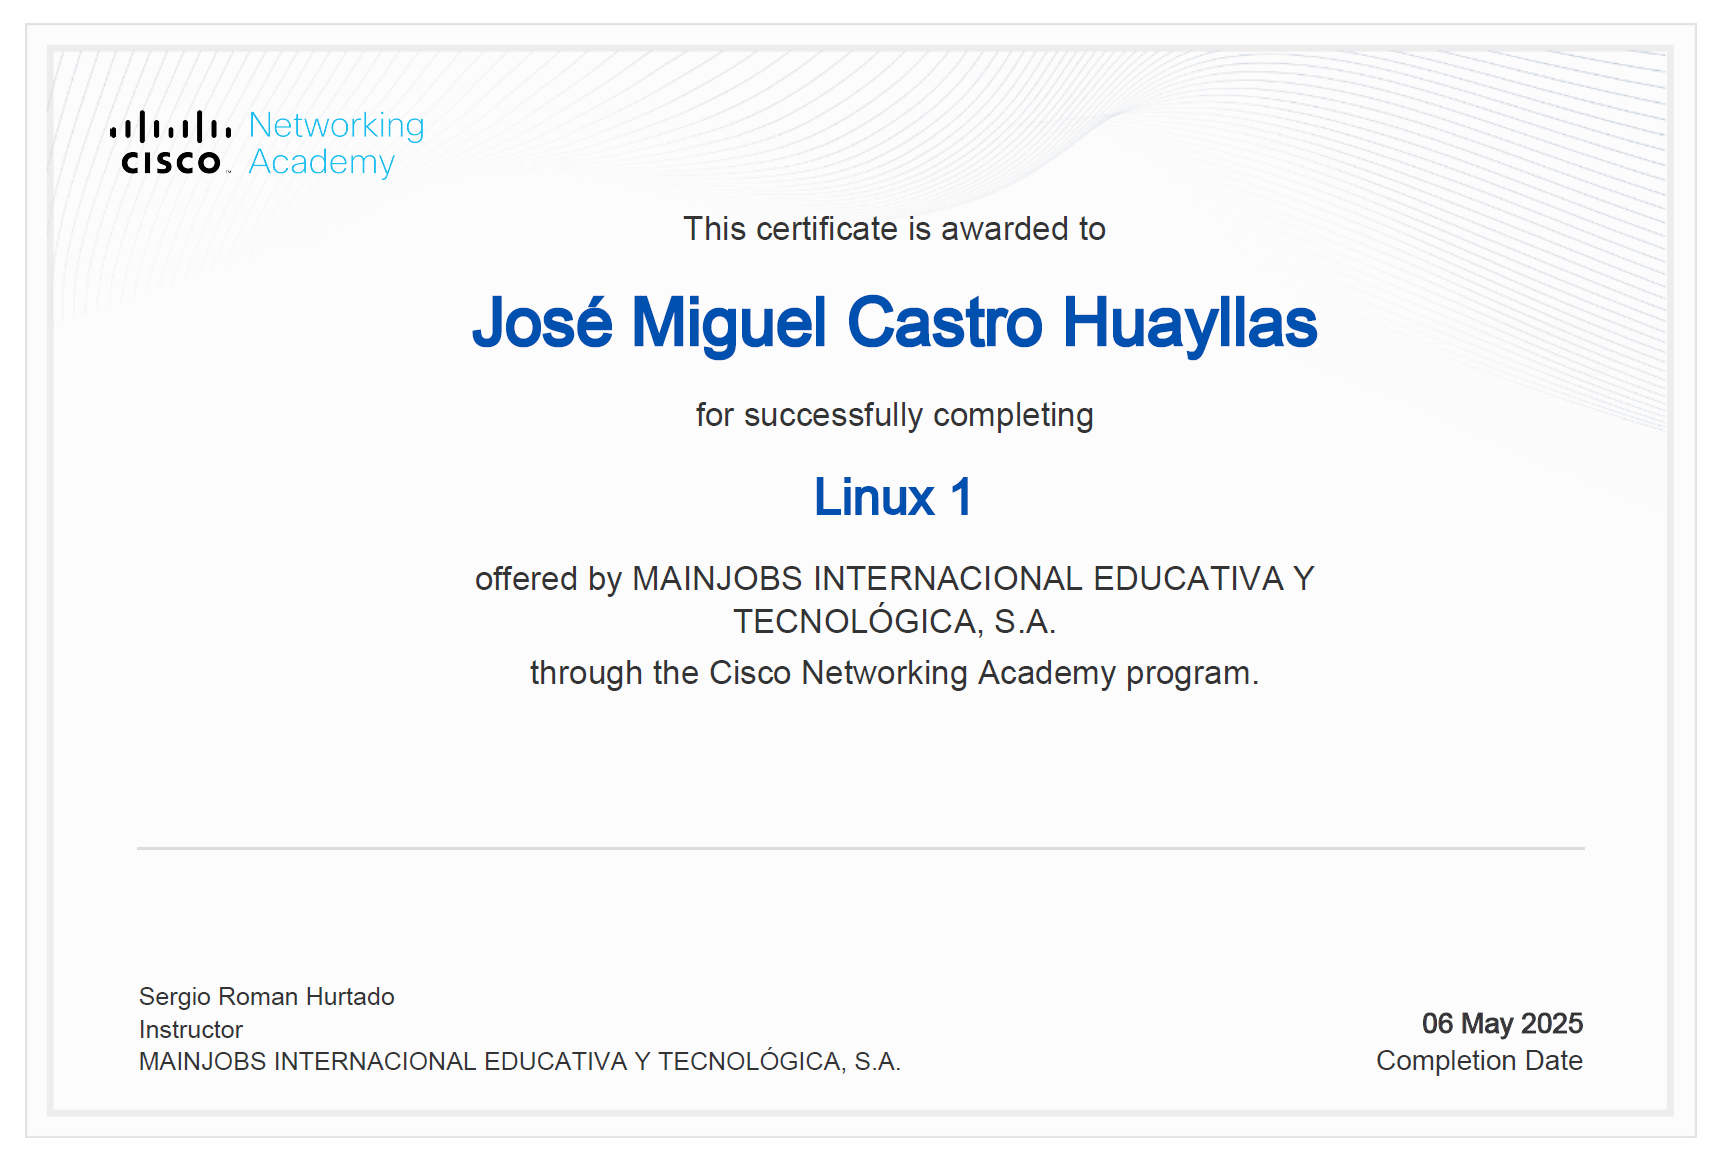 Networking
cisco Academy
This certificate is awarded to
José Miguel Castro Huayllas
for successfully completing
Linux 1
offered by MAINJOBS INTERNACIONAL EDUCATIVA Y
TECNOLÓGICA, S.A.
through the Cisco Networking Academy program.
Sergio Roman Hurtado
Instructor
MAINJOBS INTERNACIONAL EDUCATIVA Y TECNOLÓGICA, S.A.
06 May 2025
Completion Date